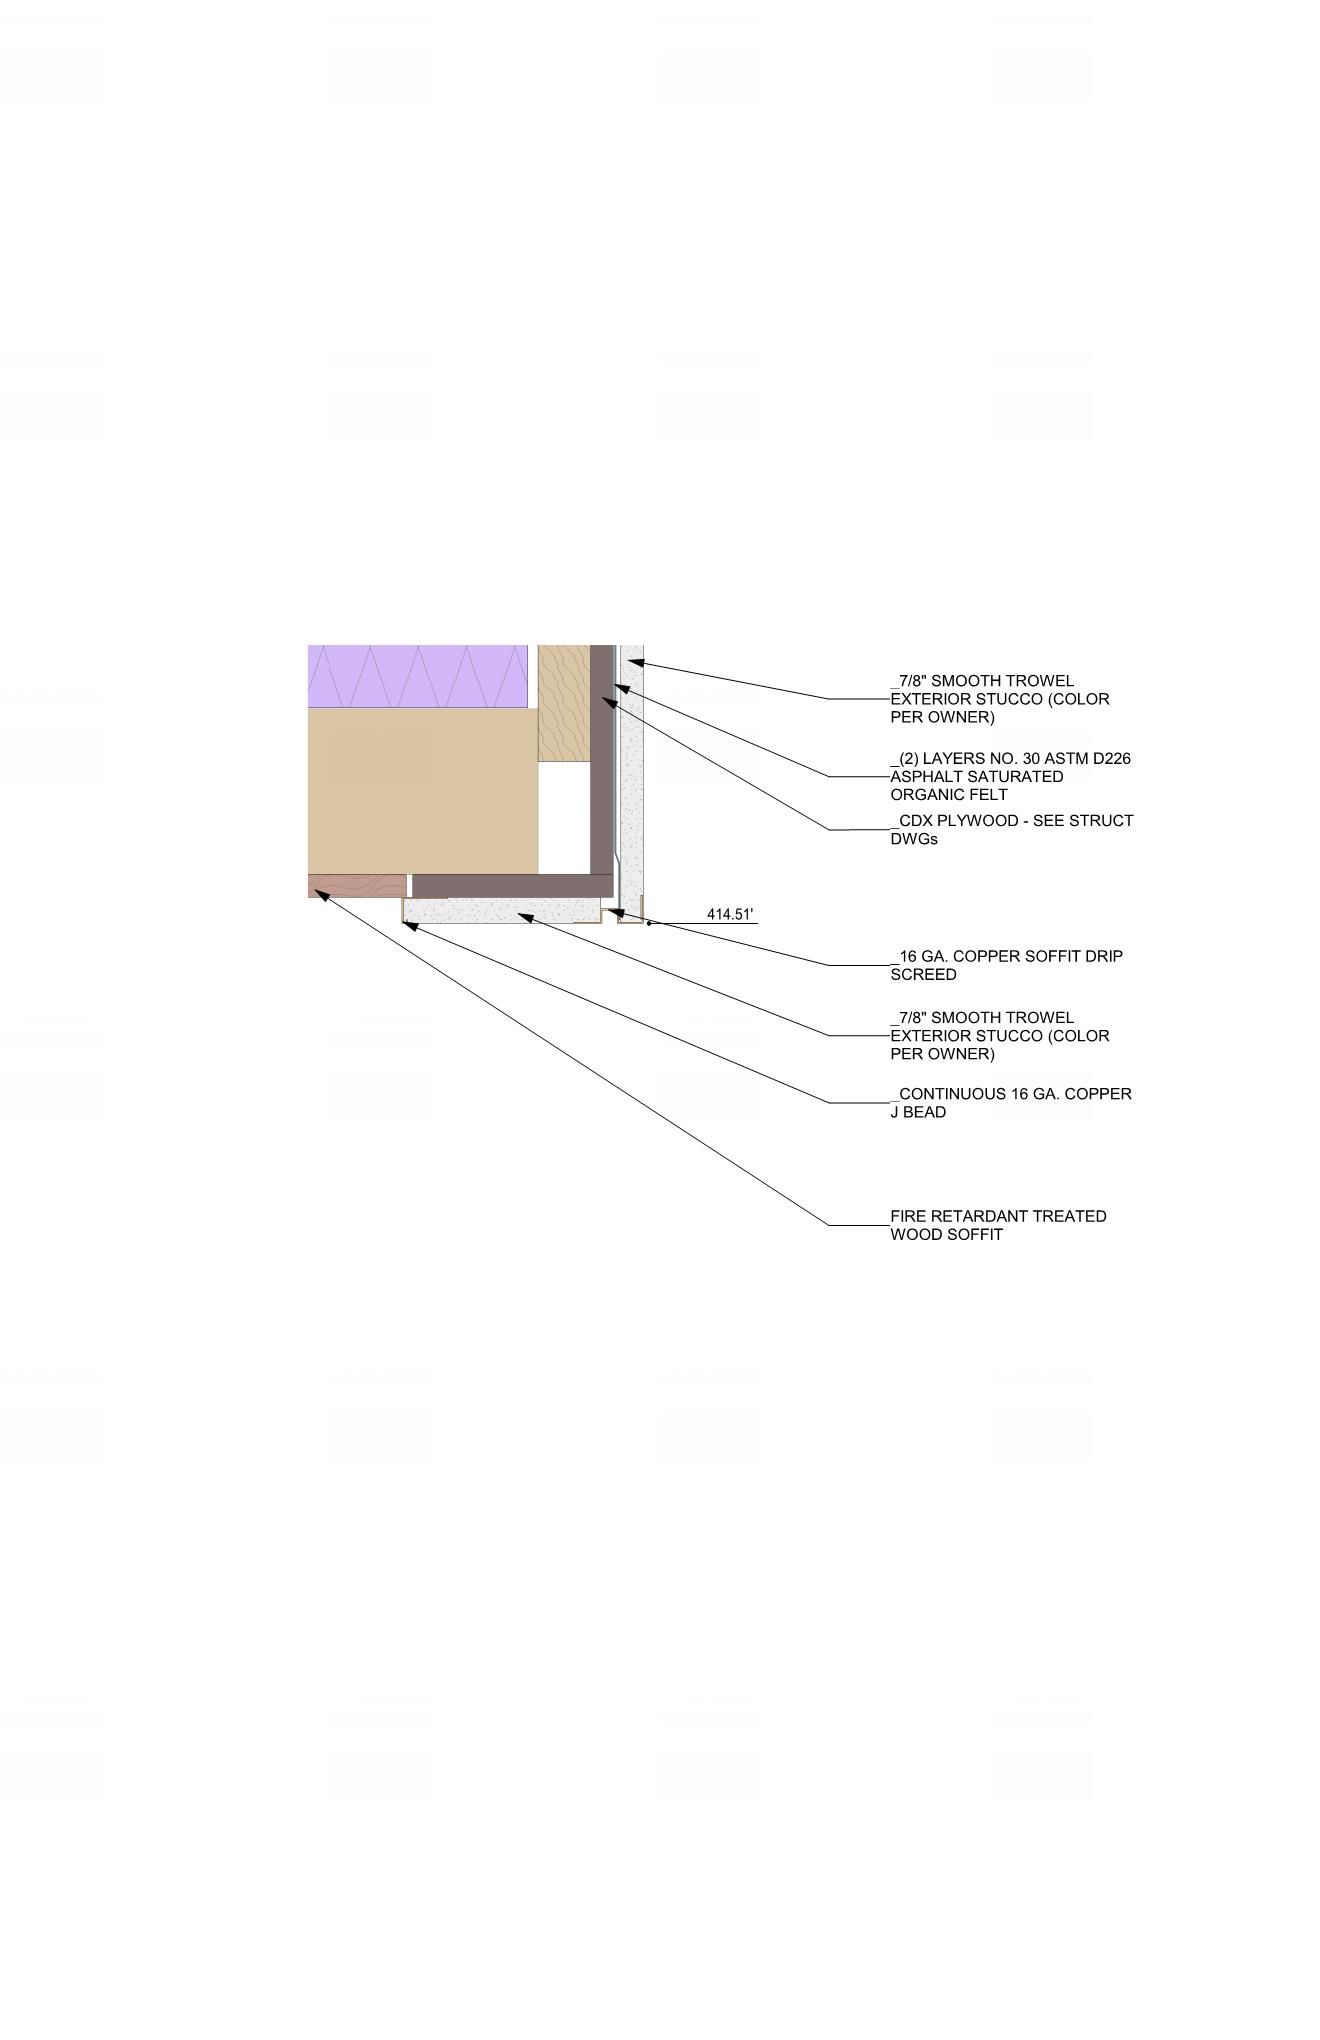 _7/8" SMOOTH TROWEL
EXTERIOR STUCCO (COLOR
PER OWNER)
_(2) LAYERS NO. 30 ASTM D226
ASPHALT SATURATED
ORGANIC FELT
_CDX PLYWOOD - SEE STRUCT
DWGs
414.51'
_16 GA. COPPER SOFFIT DRIP
SCREED
_7/8" SMOOTH TROWEL
EXTERIOR STUCCO (COLOR
PER OWNER)
_CONTINUOUS 16 GA. COPPER
J BEAD
FIRE RETARDANT TREATED
WOOD SOFFIT